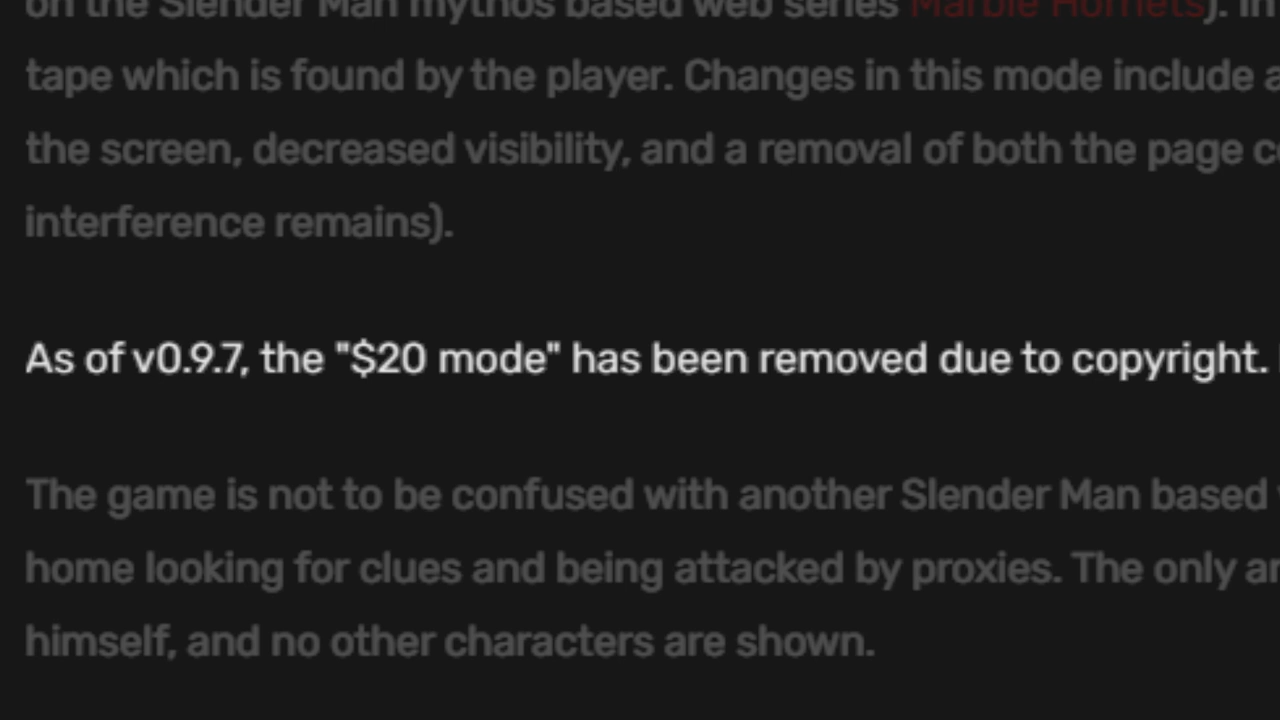 on the Slender Man mythos based web series Marble Hornets). In
tape which is found by the player. Changes in this mode include a
the screen, decreased visibility, and a removal of both the page
interference remains).
As of v0.9.7, the "$20 mode" has been removed due to copyright.
The game is not to be confused with another Slender Man based
home looking for clues and being attacked by proxies. The only
himself, and no other characters are shown.